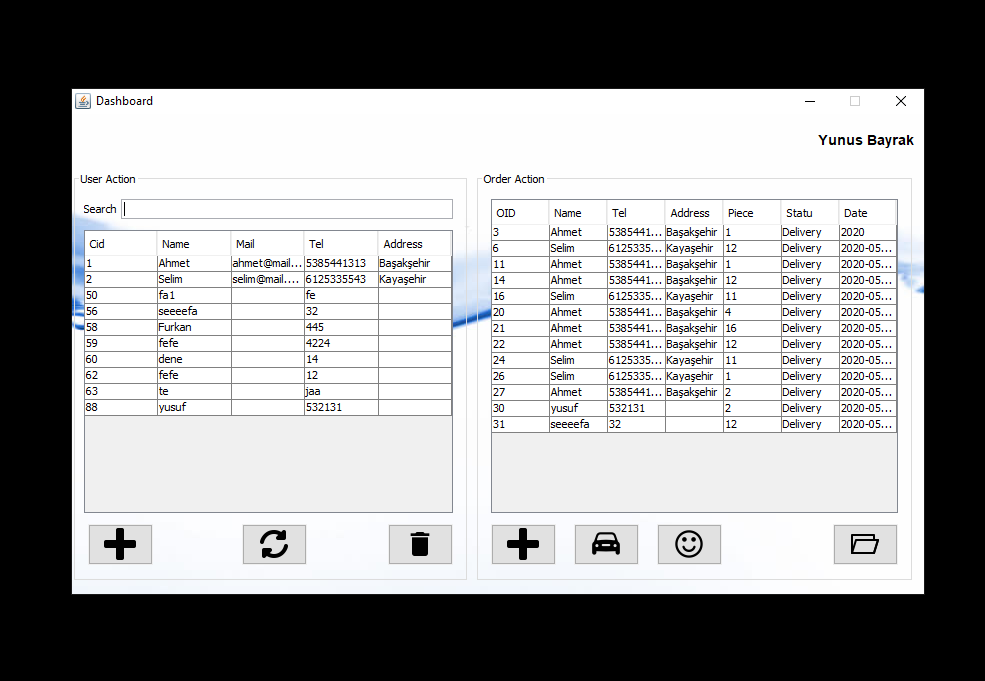 Dashboard
Yunus Bayrak
User Action
Search
Cid Name Mail Tel Address
1 Ahmet ahmet@mail... 5385441313 Başakşehir
2 Selim selim@mail.... 6125335543 Kayaşehir
50 fa1 fe
56 seeeefa 32
58 Furkan 445
59 fefe 4224
60 dene 14
62 fefe 12
63 te jaa
88 yusuf 532131
Order Action
OID Name Tel Address Piece Statu Date
3 Ahmet 5385441... Başakşehir 1 Delivery 2020
6 Selim 6125335... Kayaşehir 12 Delivery 2020-05...
11 Ahmet 5385441... Başakşehir 1 Delivery 2020-05...
14 Ahmet 5385441... Başakşehir 12 Delivery 2020-05...
16 Selim 6125335... Kayaşehir 11 Delivery 2020-05...
20 Ahmet 5385441... Başakşehir 4 Delivery 2020-05...
21 Ahmet 5385441... Başakşehir 16 Delivery 2020-05...
22 Ahmet 5385441... Başakşehir 12 Delivery 2020-05...
24 Selim 6125335... Kayaşehir 11 Delivery 2020-05...
26 Selim 6125335... Kayaşehir 1 Delivery 2020-05...
27 Ahmet 5385441... Başakşehir 2 Delivery 2020-05...
30 yusuf 532131 2 Delivery 2020-05...
31 seeeefa 32 12 Delivery 2020-05...